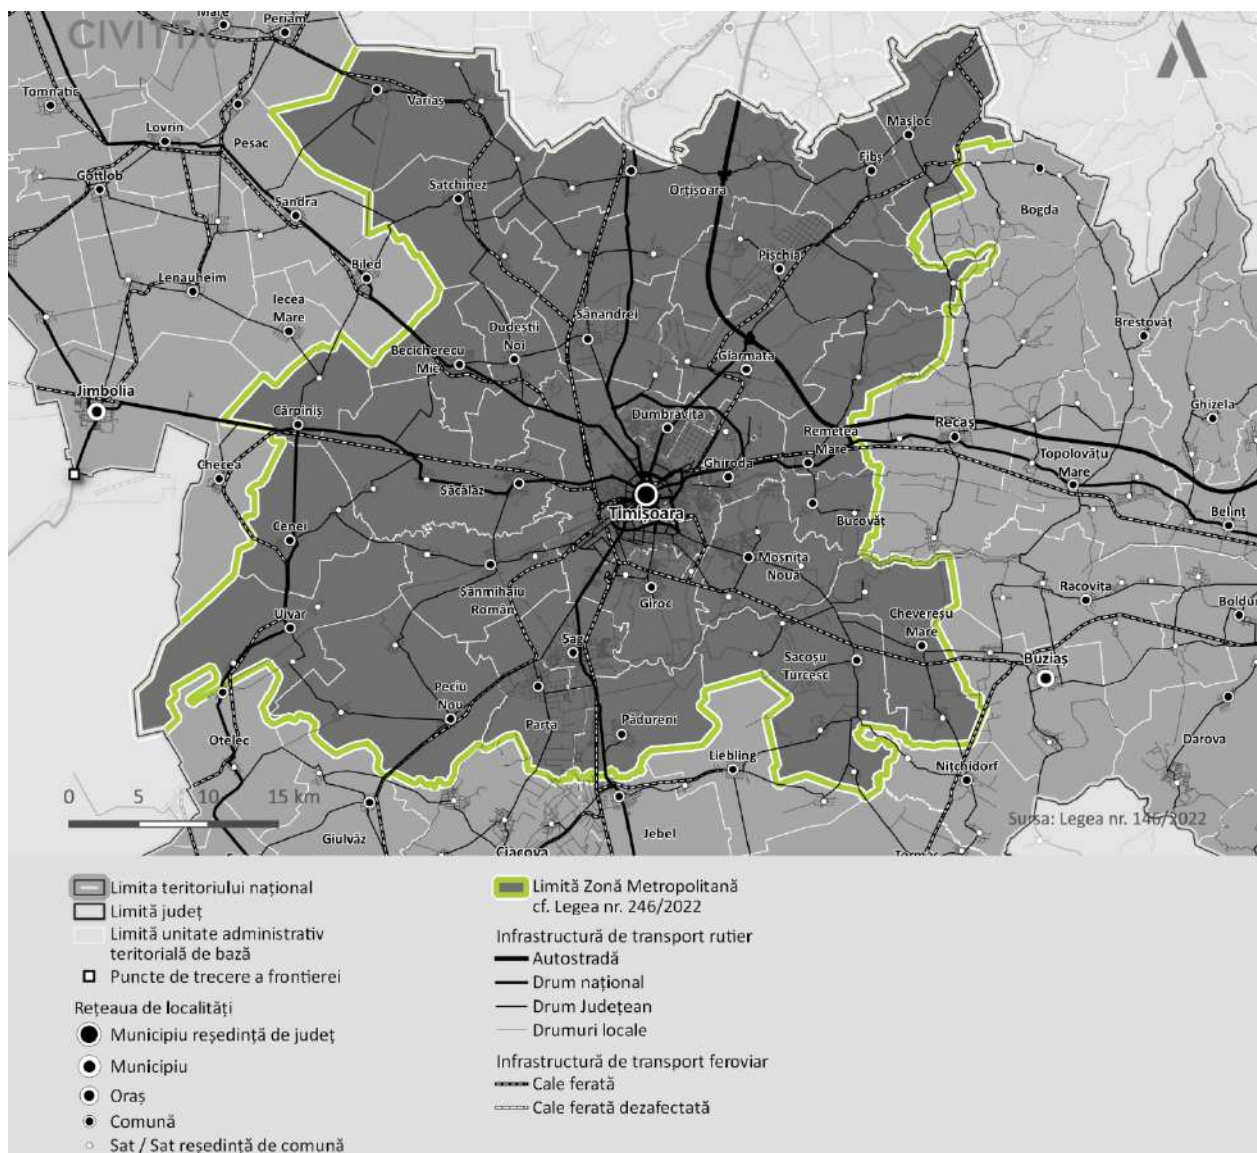 CIVITTA
Periam
Tomnatic
Variaș
Lovrin
Pesac
Mașloc
Fibș
Gottlob
Satchinez
Orțișoara
Sandra
Bogda
Biled
Pișchia
Lenauheim
Iecea
Mare
Sânandrei
Dudeștii
Noi
Brestovăț
Becicherecu
Mic
Giarmata
Jimbolia
Cărpiniș
Dumbrăvița
Ghizela
Remetea
Mare
Recaș
Topolovățu
Mare
Checea
Ghiroda
Săcălaz
Timișoara
Bucovăț
Belinț
Cenei
Moșnița
Nouă
Sânmihaiu
Român
Giroc
Racovița
Uivar
Chevereșu
Mare
Șag
Sacoșu
Turcesc
Buziaș
Peciu
Nou
Parța
Pădureni
Otelec
Liebling
Darova
Nițchidorf
0 5 10 15 km
Giulvăz
Jebel
Ciacova
Sursa: Legea nr. 146/2022
Limita teritoriului național
Limită județ
Limită unitate administrativ
teritorială de bază
Puncte de trecere a frontierei
Rețeaua de localități
Municipiu reședință de județ
Municipiu
Oraș
Comună
Sat / Sat reședință de comună
Limită Zonă Metropolitană
cf. Legea nr. 246/2022
Infrastructură de transport rutier
Autostradă
Drum național
Drum Județean
Drumuri locale
Infrastructură de transport feroviar
Cale ferată
Cale ferată dezafectată